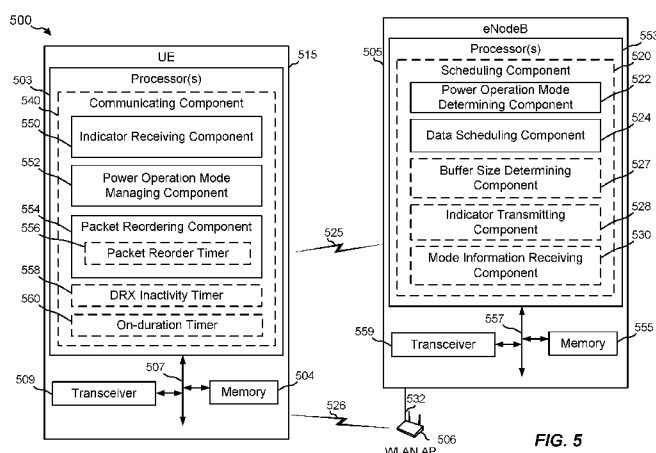 500
UE
515
Processor(s)
503
540
Communicating Component
550
Indicator Receiving Component
552
Power Operation Mode
Managing Component
554
Packet Reordering Component
556
Packet Reorder Timer
558
DRX Inactivity Timer
560
On-duration Timer
507
509
Transceiver
Memory
504
525
526
eNodeB
553
505
Processor(s)
520
Scheduling Component
522
Power Operation Mode
Determining Component
524
Data Scheduling Component
527
Buffer Size Determining
Component
528
Indicator Transmitting
Component
530
Mode Information Receiving
Component
557
559
Transceiver
Memory
555
532
506
WLAN AP
FIG. 5